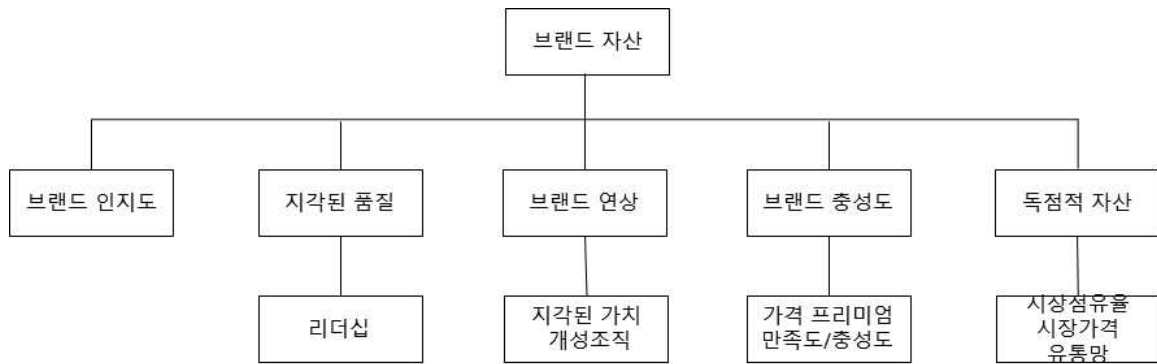 브랜드 자산
브랜드 인지도
지각된 품질
브랜드 연상
브랜드 충성도
독점적 자산
리더십
지각된 가치
개성조직
가격 프리미엄
만족도/충성도
시장점유율
시장가격
유통망